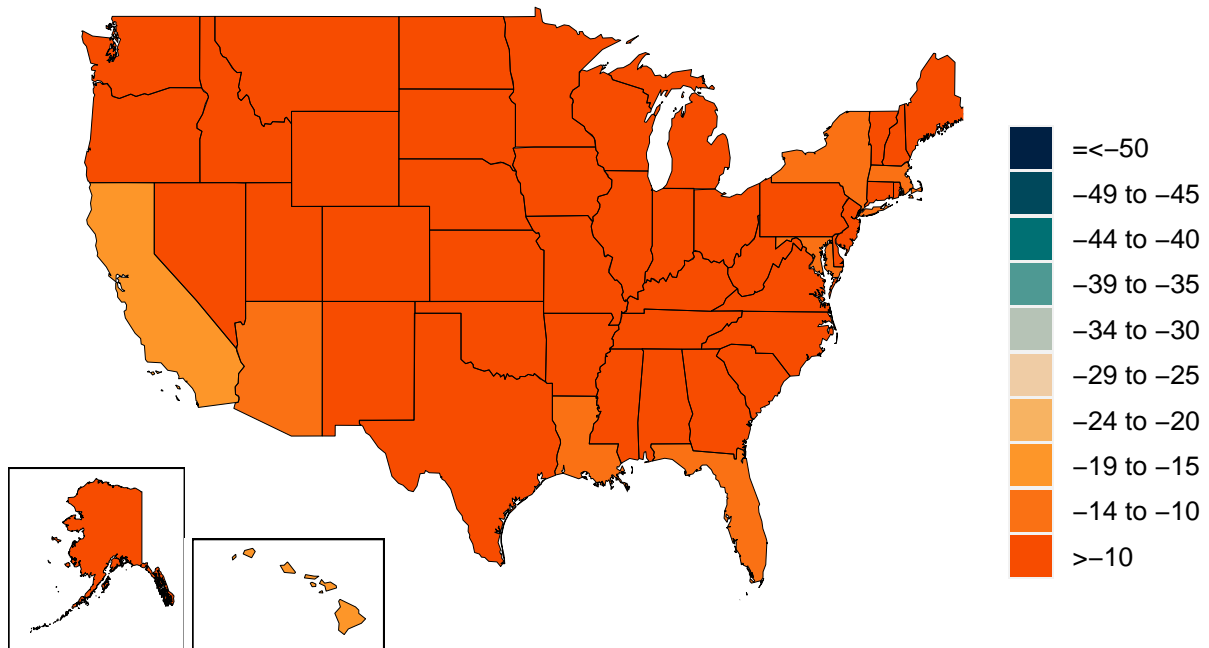 =<−50
−49 to −45
−44 to −40
−39 to −35
−34 to −30
−29 to −25
−24 to −20
−19 to −15
−14 to −10
>−10